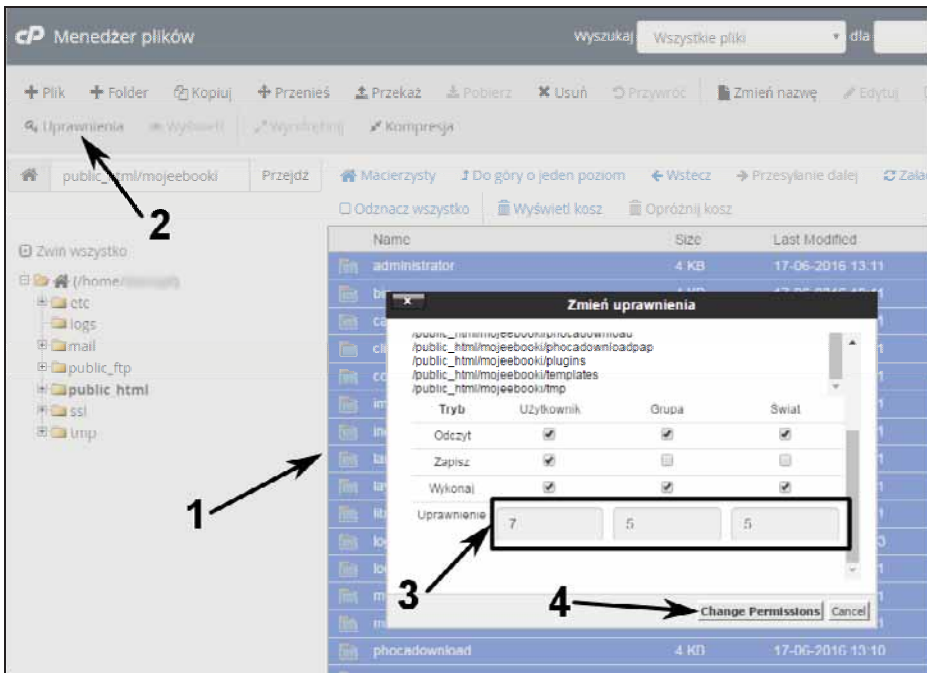 cP Menedżer plików Wyszukaj Wszystkie pliki dla
Plik Folder Kopiuj Przenieś Przekaż Pobierz Usuń Przywróć Zmień nazwę Edytuj
Uprawnienia Wyświetl Wyodrębnij Kompresja
public_html/mojeebooki Przejdź Macierzysty Do góry o jeden poziom Wstecz Przesyłanie dalej
2
Odznacz wszystko Wyświetl kosz Opróżnij kosz
Zwiń wszystko
(/home/
etc
logs
mail
public_ftp
public_html
ssl
tmp
Name Size Last Modified
administrator 4 KB 17-06-2016 13:11
x Zmień uprawnienia
/public_html/mojeebooki/phocadownload
/public_html/mojeebooki/phocadownloadpap
/public_html/mojeebooki/plugins
/public_html/mojeebooki/templates
/public_html/mojeebooki/tmp
Tryb Użytkownik Grupa Świat
Odczyt
Zapisz
Wykonaj
1
Uprawnienie 7 5 5
3
4
Change Permissions Cancel
phocadownload 4 KB 17-06-2016 13:10